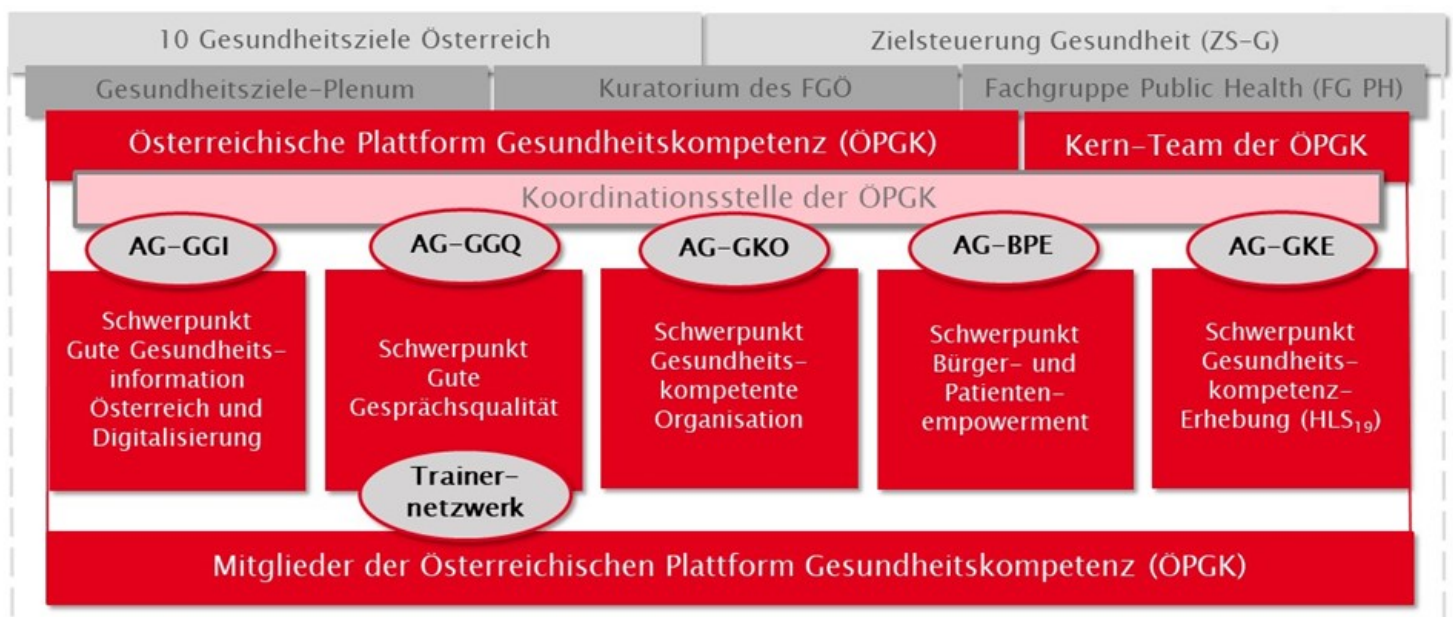 10 Gesundheitsziele Österreich
Zielsteuerung Gesundheit (ZS-G)
Gesundheitsziele-Plenum
Kuratorium des FGÖ
Fachgruppe Public Health (FG PH)
Österreichische Plattform Gesundheitskompetenz (ÖPGK)
Kern-Team der ÖPGK
Koordinationsstelle der ÖPGK
AG-GGI
Schwerpunkt
Gute Gesundheits-
information
Österreich und
Digitalisierung
AG-GGQ
Schwerpunkt
Gute
Gesprächsqualität
Trainer-
netzwerk
AG-GKO
Schwerpunkt
Gesundheits-
kompetente
Organisation
AG-BPE
Schwerpunkt
Bürger- und
Patienten-
empowerment
AG-GKE
Schwerpunkt
Gesundheits-
kompetenz-
Erhebung (HLS₁₉)
Mitglieder der Österreichischen Plattform Gesundheitskompetenz (ÖPGK)